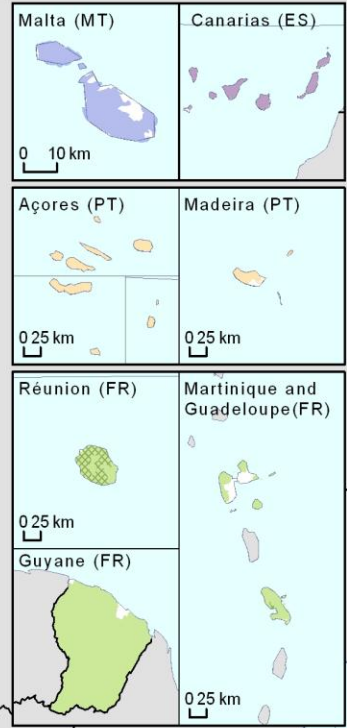 Malta (MT)
0 10 km
Canarias (ES)
Açores (PT)
0 25 km
Madeira (PT)
0 25 km
Réunion (FR)
0 25 km
Martinique and
Guadeloupe(FR)
0 25 km
Guyane (FR)